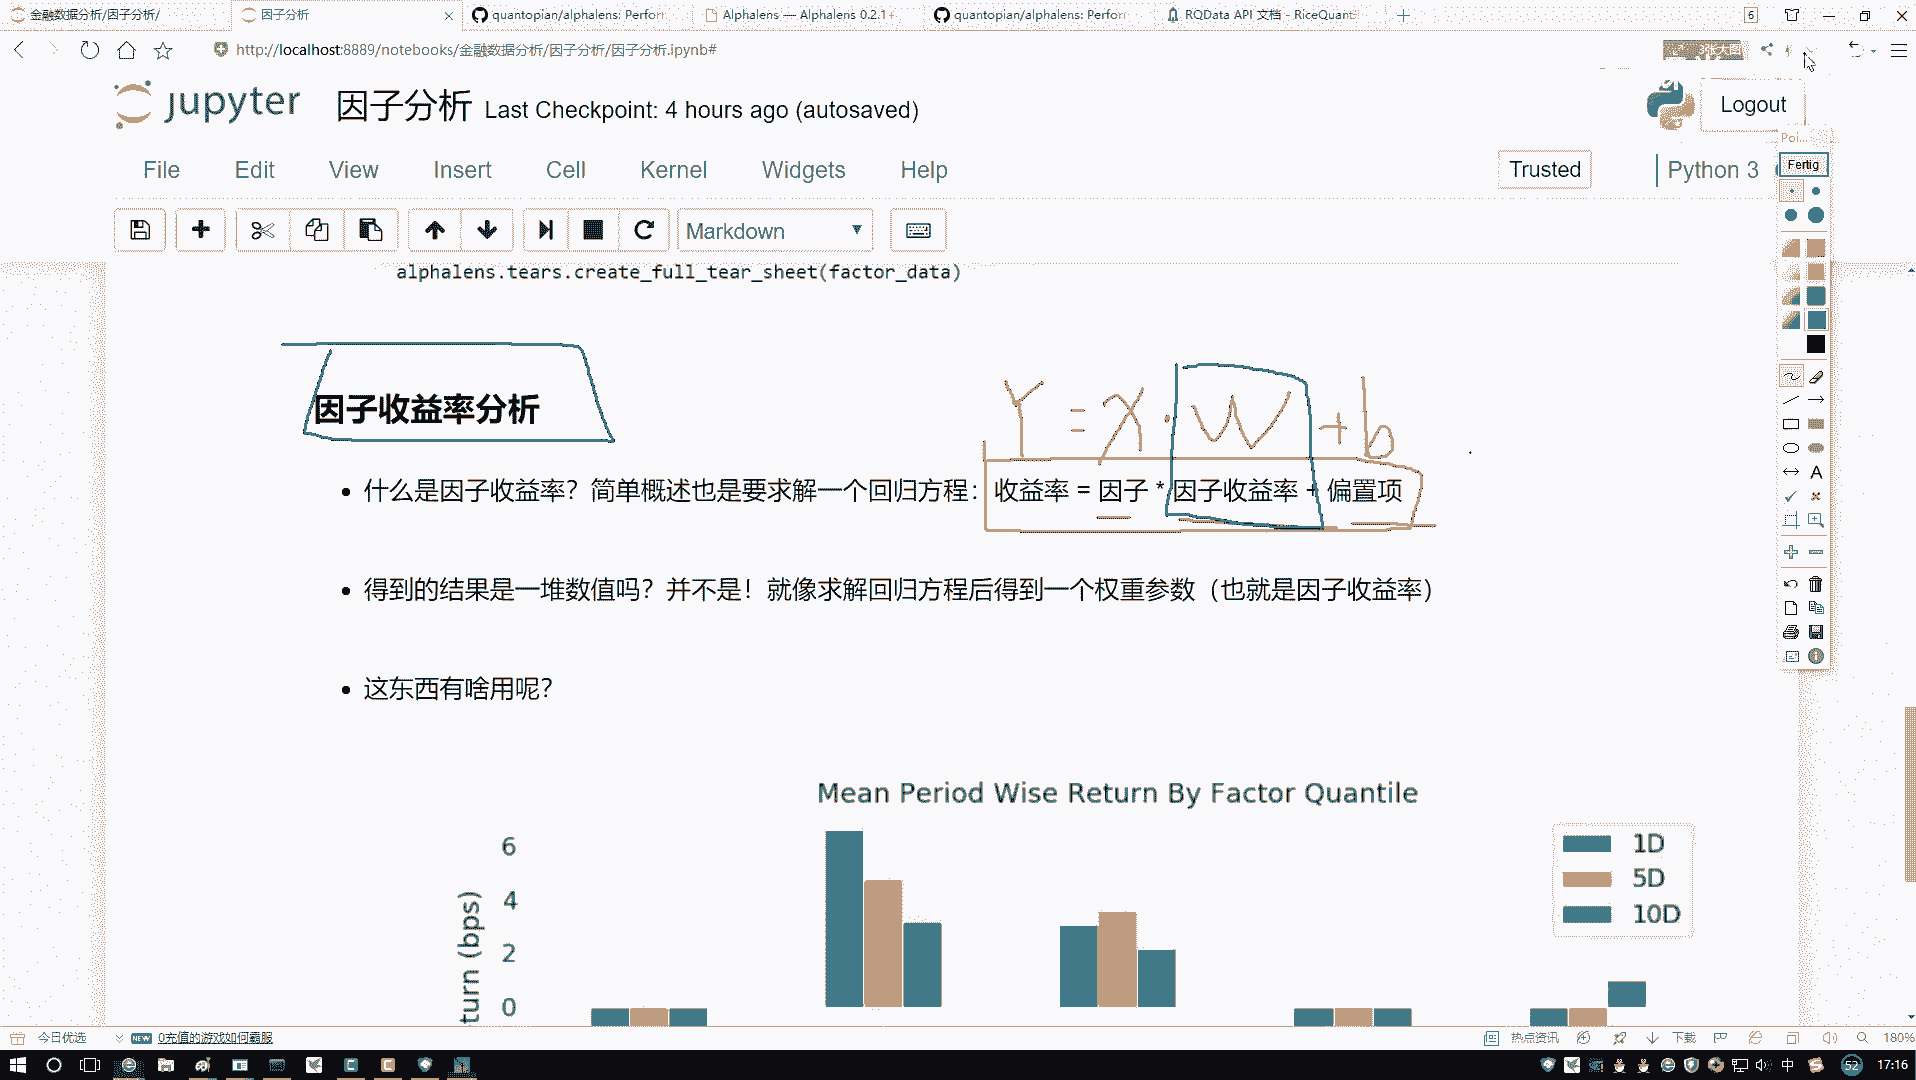 金融数据分析/因子分析/
因子分析
quantopian/alphalens: Perfor
Alphalens — Alphalens 0.2.1+
quantopian/alphalens: Perfor
RQData API 文档 - RiceQuant
6
http://localhost:8889/notebooks/金融数据分析/因子分析/因子分析.ipynb#
3张大图
jupyter 因子分析 Last Checkpoint: 4 hours ago (autosaved)
Logout
File Edit View Insert Cell Kernel Widgets Help
Trusted
Python 3
Markdown
Poi...
Fertig
A
alphalens.tears.create_full_tear_sheet(factor_data)
因子收益率分析
Y = X · W + b
什么是因子收益率？简单概述也是要求解一个回归方程：收益率 = 因子 * 因子收益率 + 偏置项
得到的结果是一堆数值吗？并不是！就像求解回归方程后得到一个权重参数（也就是因子收益率）
这东西有啥用呢？
Mean Period Wise Return By Factor Quantile
6
4
2
0
turn (bps)
1D
5D
10D
今日优选
NEW
0充值的游戏如何霸服
热点资讯
下载
180%
中
52
17:16